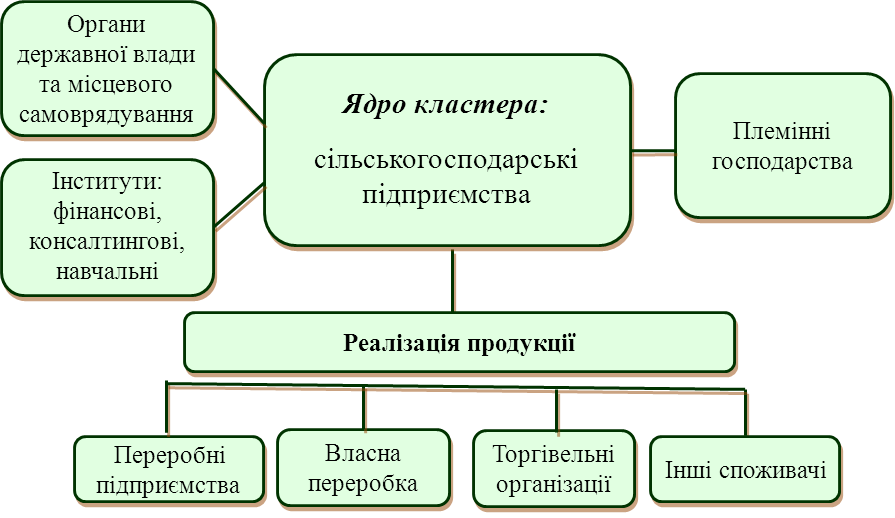 Органи
державної влади
та місцевого
самоврядування
Інститути:
фінансові,
консалтингові,
навчальні
Ядро кластера:
сільськогосподарські
підприємства
Племінні
господарства
Реалізація продукції
Переробні
підприємства
Власна
переробка
Торгівельні
організації
Інші споживачі